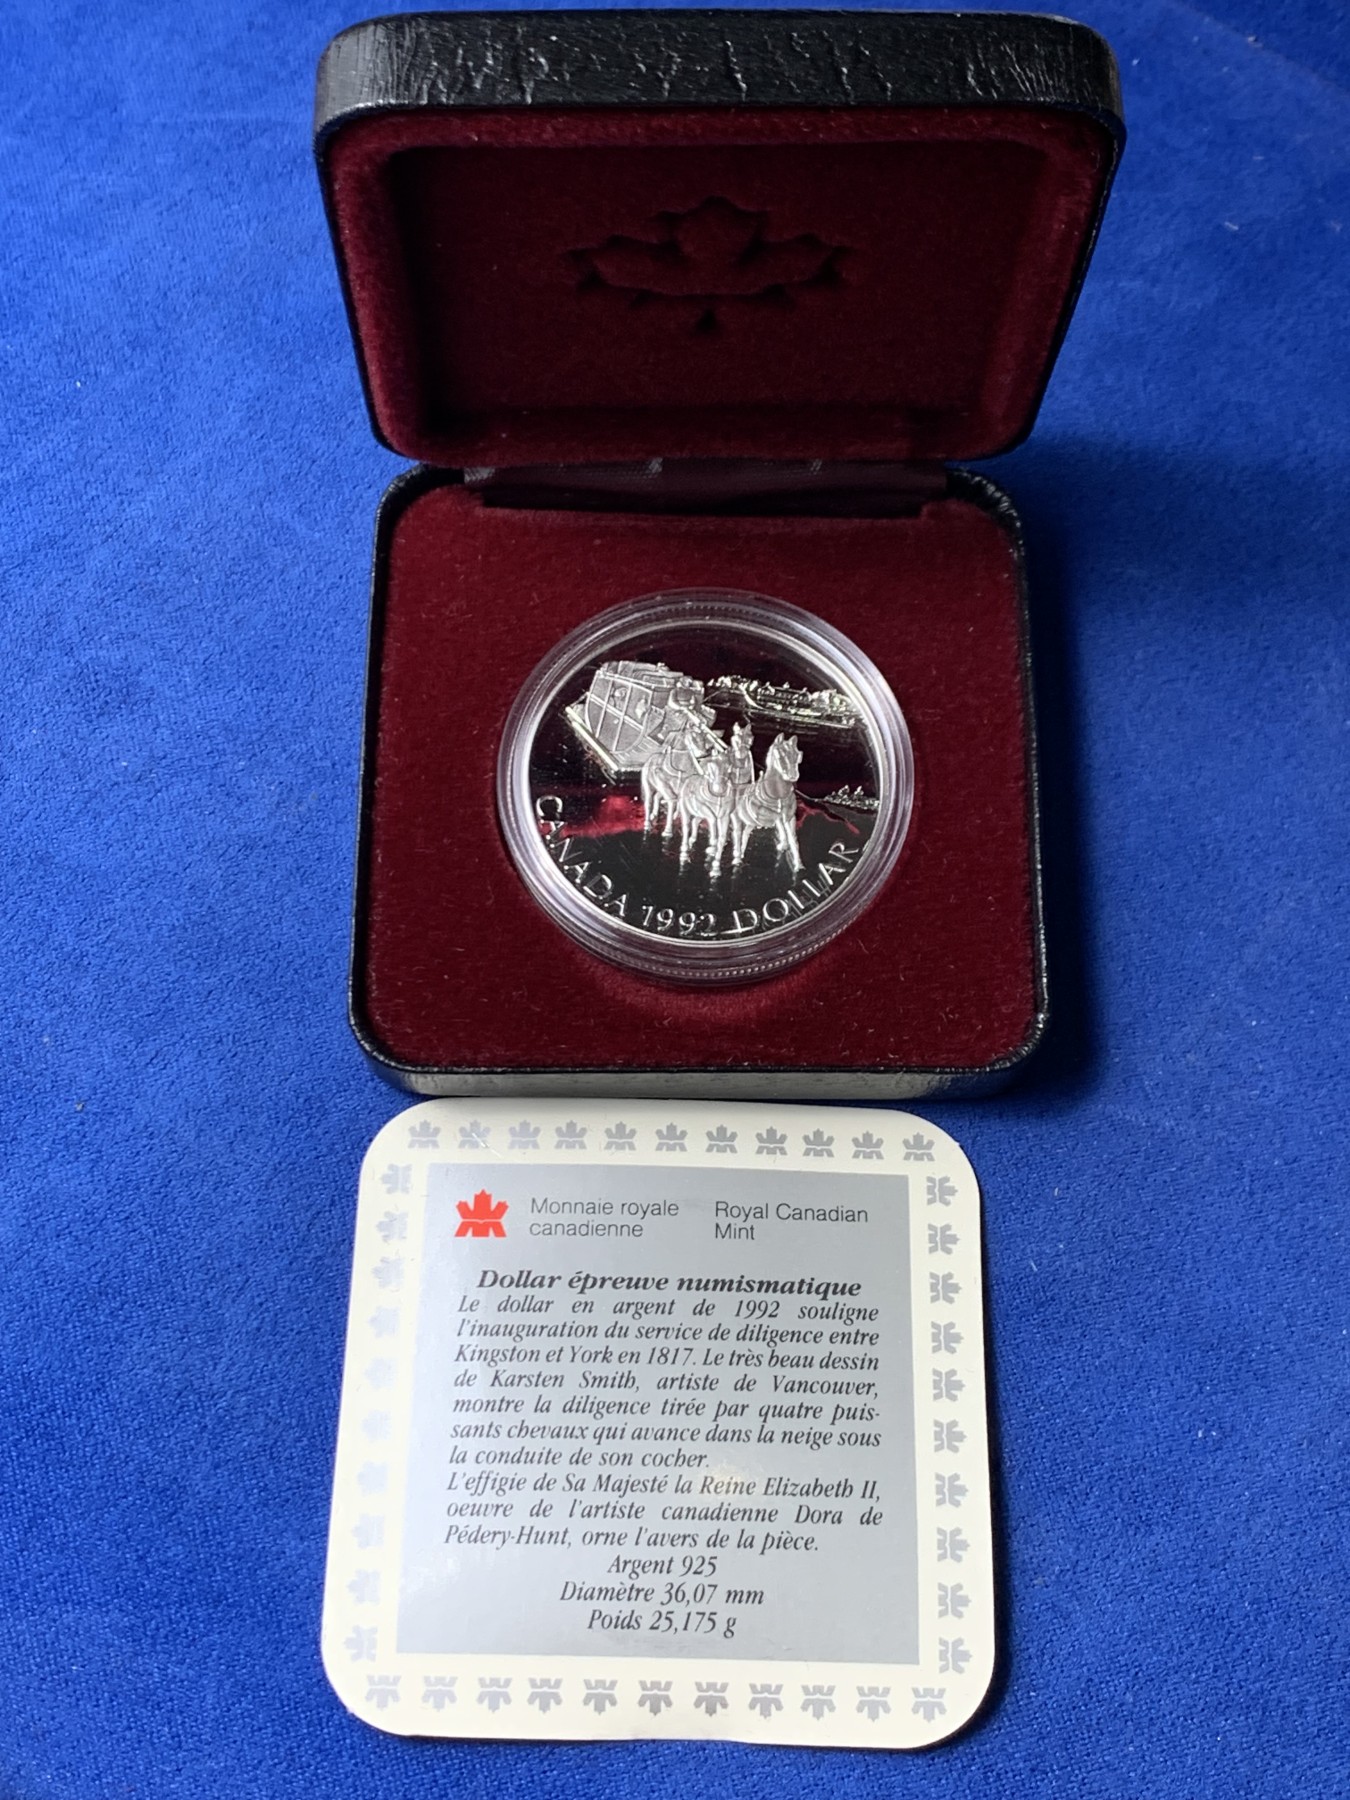 CANADA 1992 DOLLAR
Monnaie royale
canadienne
Royal Canadian
Mint
Dollar épreuve numismatique
Le dollar en argent de 1992 souligne
l'inauguration du service de diligence entre
Kingston et York en 1817. Le très beau dessin
de Karsten Smith, artiste de Vancouver,
montre la diligence tirée par quatre puis-
sants chevaux qui avance dans la neige sous
la conduite de son cocher.
L'effigie de Sa Majesté la Reine Elizabeth II,
oeuvre de l'artiste canadienne Dora de
Pédery-Hunt, orne l'avers de la pièce.
Argent 925
Diamètre 36,07 mm
Poids 25,175 g